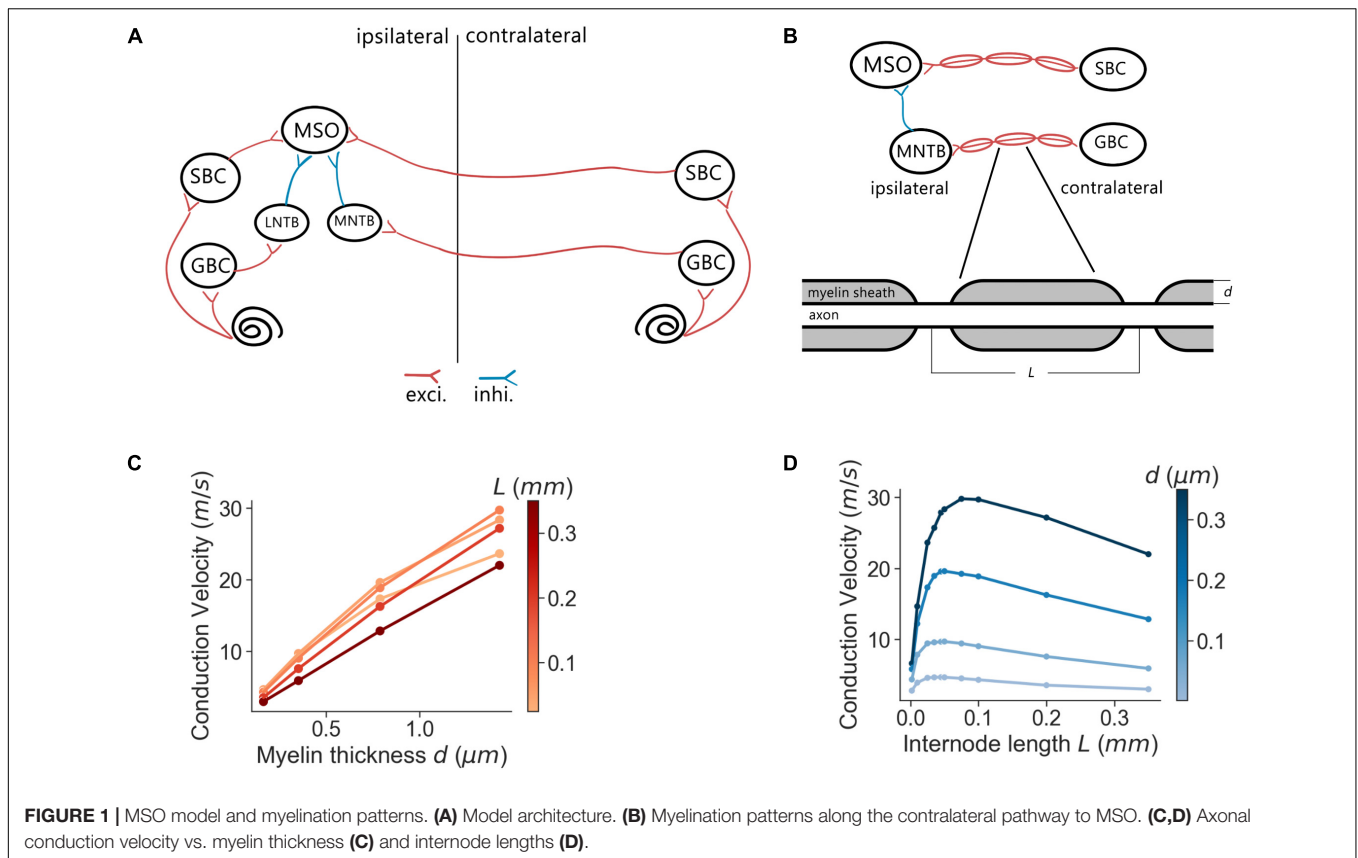 A
ipsilateral
contralateral
MSO
SBC
SBC
LNTB
MNTB
GBC
GBC
exci.
inhi.
B
MSO
SBC
MNTB
GBC
ipsilateral
contralateral
myelin sheath
d
axon
L
C
Conduction Velocity (m/s)
30
20
10
0.5
1.0
Myelin thickness d (μm)
L (mm)
0.3
0.2
0.1
D
Conduction Velocity (m/s)
30
20
10
0.0
0.1
0.2
0.3
Internode length L (mm)
d (μm)
0.3
0.2
0.1
FIGURE 1 | MSO model and myelination patterns. (A) Model architecture. (B) Myelination patterns along the contralateral pathway to MSO. (C,D) Axonal
conduction velocity vs. myelin thickness (C) and internode lengths (D).